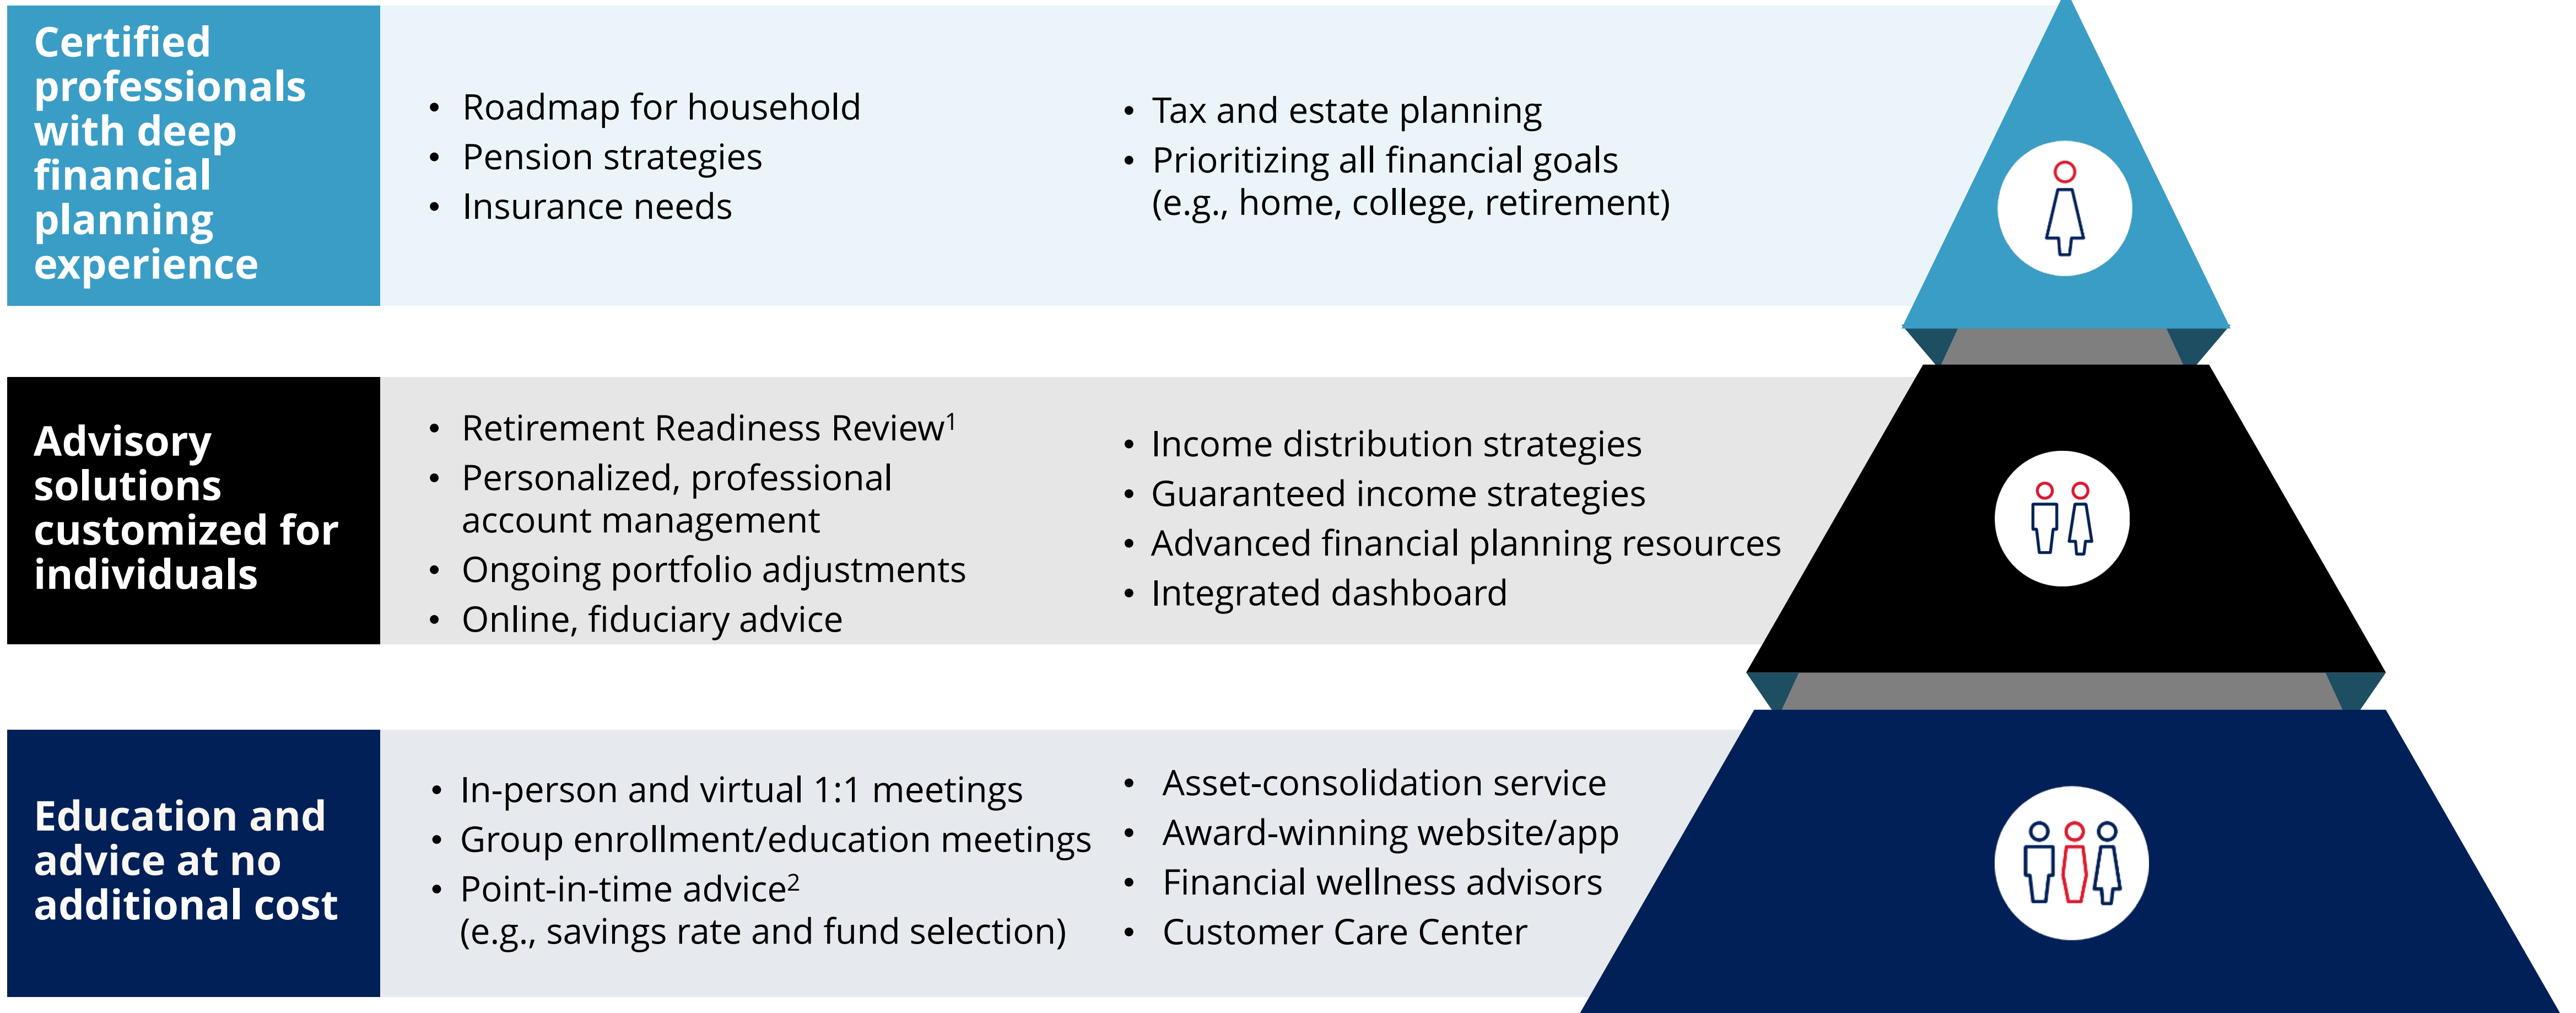 Certified
professionals
with deep
financial
planning
experience
• Roadmap for household
• Pension strategies
• Insurance needs
• Tax and estate planning
• Prioritizing all financial goals
(e.g., home, college, retirement)
Advisory
solutions
customized for
individuals
• Retirement Readiness Review¹
• Personalized, professional
account management
• Ongoing portfolio adjustments
• Online, fiduciary advice
• Income distribution strategies
• Guaranteed income strategies
• Advanced financial planning resources
• Integrated dashboard
Education and
advice at no
additional cost
• In-person and virtual 1:1 meetings
• Group enrollment/education meetings
• Point-in-time advice²
(e.g., savings rate and fund selection)
• Asset-consolidation service
• Award-winning website/app
• Financial wellness advisors
• Customer Care Center